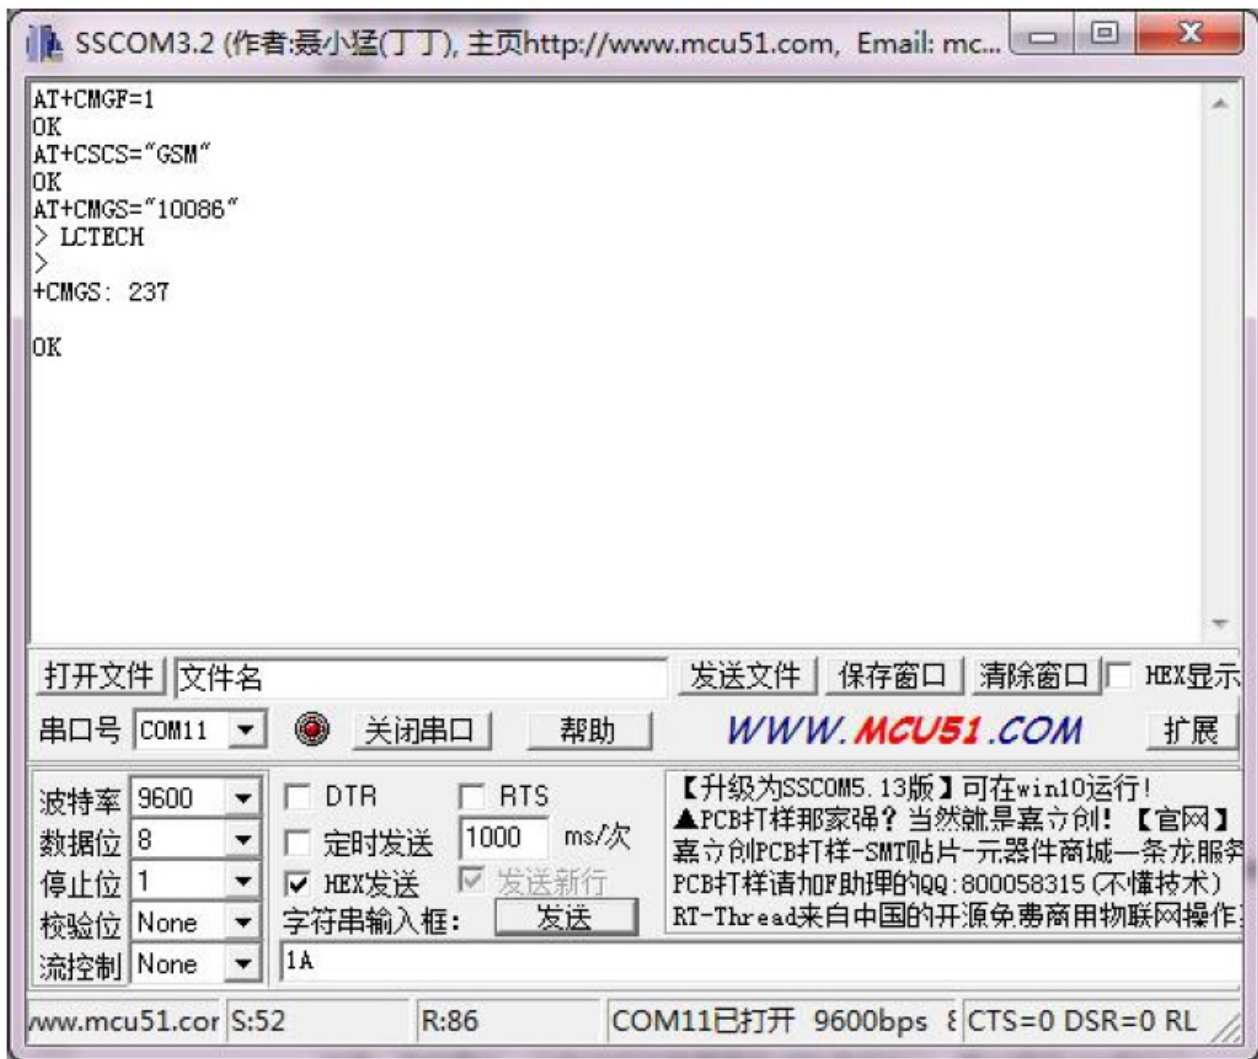 SSCOM3.2 (作者:聂小猛(丁丁), 主页http://www.mcu51.com, Email: mc...
AT+CMGF=1
OK
AT+CSCS="GSM"
OK
AT+CMGS="10086"
> LCTECH
>
+CMGS: 237
OK
打开文件 文件名 发送文件 保存窗口 清除窗口 HEX显示
串口号 COM11 关闭串口 帮助 WWW.MCU51.COM 扩展
波特率 9600 DTR RTS
数据位 8 定时发送 1000 ms/次
停止位 1 HEX发送 发送新行
校验位 None 字符串输入框: 发送
流控制 None 1A
【升级为SSCOM5.13版】可在win10运行!
▲PCB打样那家强? 当然就是嘉立创! 【官网】
嘉立创PCB打样-SMT贴片-元器件商城一条龙服务
PCB打样请加F助理的QQ:800058315(不懂技术)
RT-Thread来自中国的开源免费商用物联网操作
www.mcu51.cor S:52 R:86 COM11已打开 9600bps 8 CTS=0 DSR=0 RL